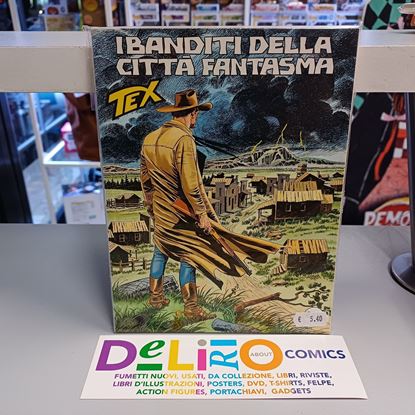 I BANDITI DELLA
CITTÀ FANTASMA
TEX
€ 5.40
DeLiRiO ABOUT COMICS
FUMETTI NUOVI, USATI, DA COLLEZIONE, LIBRI, RIVISTE,
LIBRI D'ILLUSTRAZIONI, POSTERS, DVD, T-SHIRTS, FELPE,
ACTION FIGURES, PORTACHIAVI, GADGETS